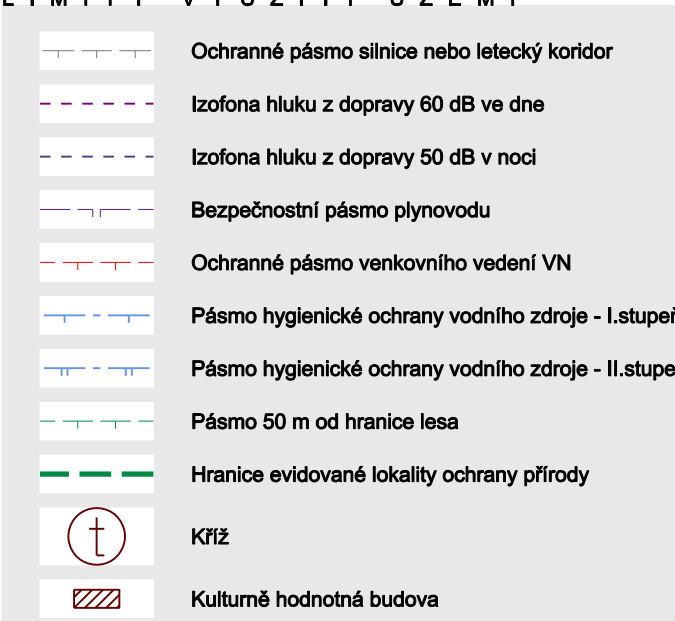 Ochranné pásmo silnice nebo letecký koridor
Izofona hluku z dopravy 60 dB ve dne
Izofona hluku z dopravy 50 dB v noci
Bezpečnostní pásmo plynovodu
Ochranné pásmo venkovního vedení VN
Pásmo hygienické ochrany vodního zdroje - I.stupeň
Pásmo hygienické ochrany vodního zdroje - II.stupe
Pásmo 50 m od hranice lesa
Hranice evidované lokality ochrany přírody
Kříž
Kulturně hodnotná budova